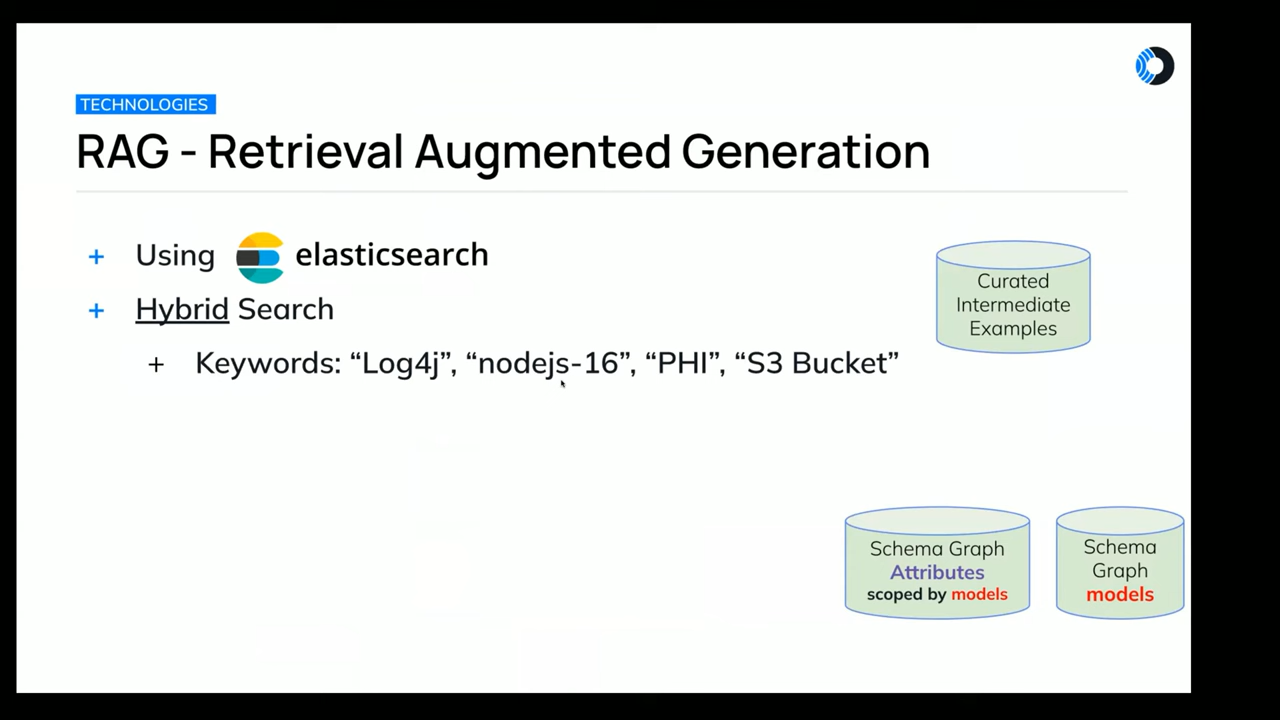 TECHNOLOGIES
RAG - Retrieval Augmented Generation
+ Using elasticsearch
+ Hybrid Search
+ Keywords: “Log4j”, “nodejs-16”, “PHI”, “S3 Bucket”
Curated
Intermediate
Examples
Schema Graph
Attributes
scoped by models
Schema
Graph
models